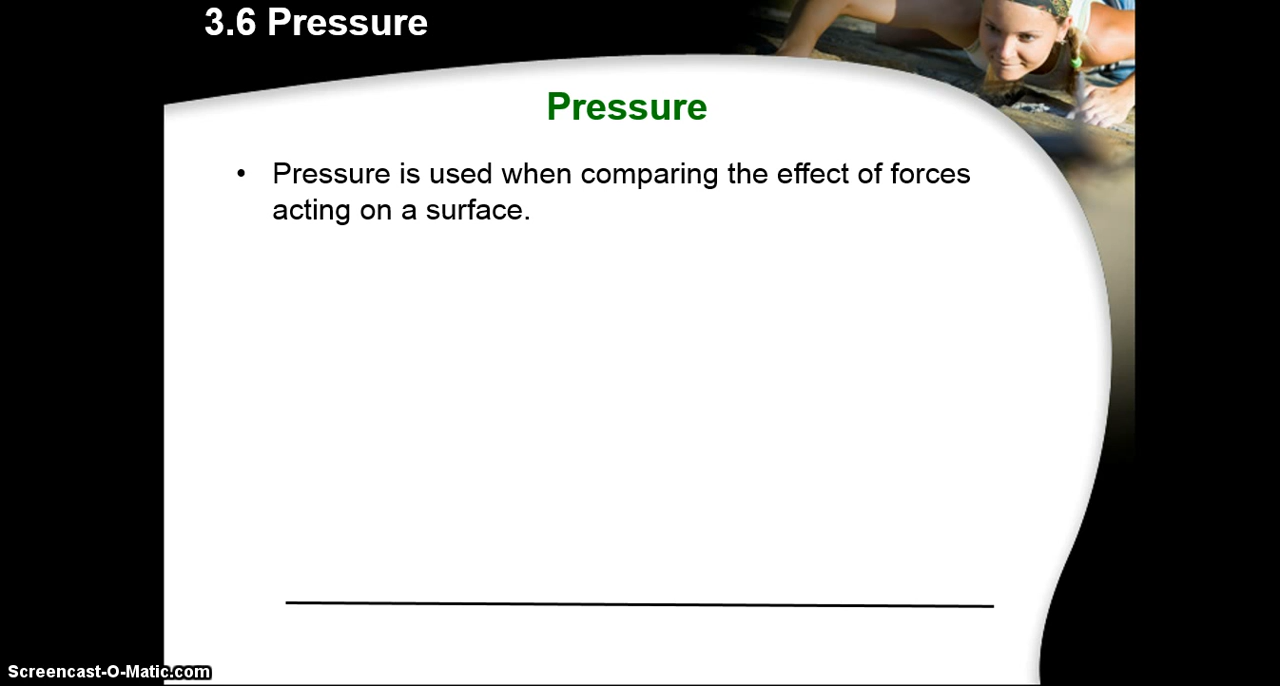 3.6 Pressure
Pressure
• Pressure is used when comparing the effect of forces
acting on a surface.
Screencast-O-Matic.com